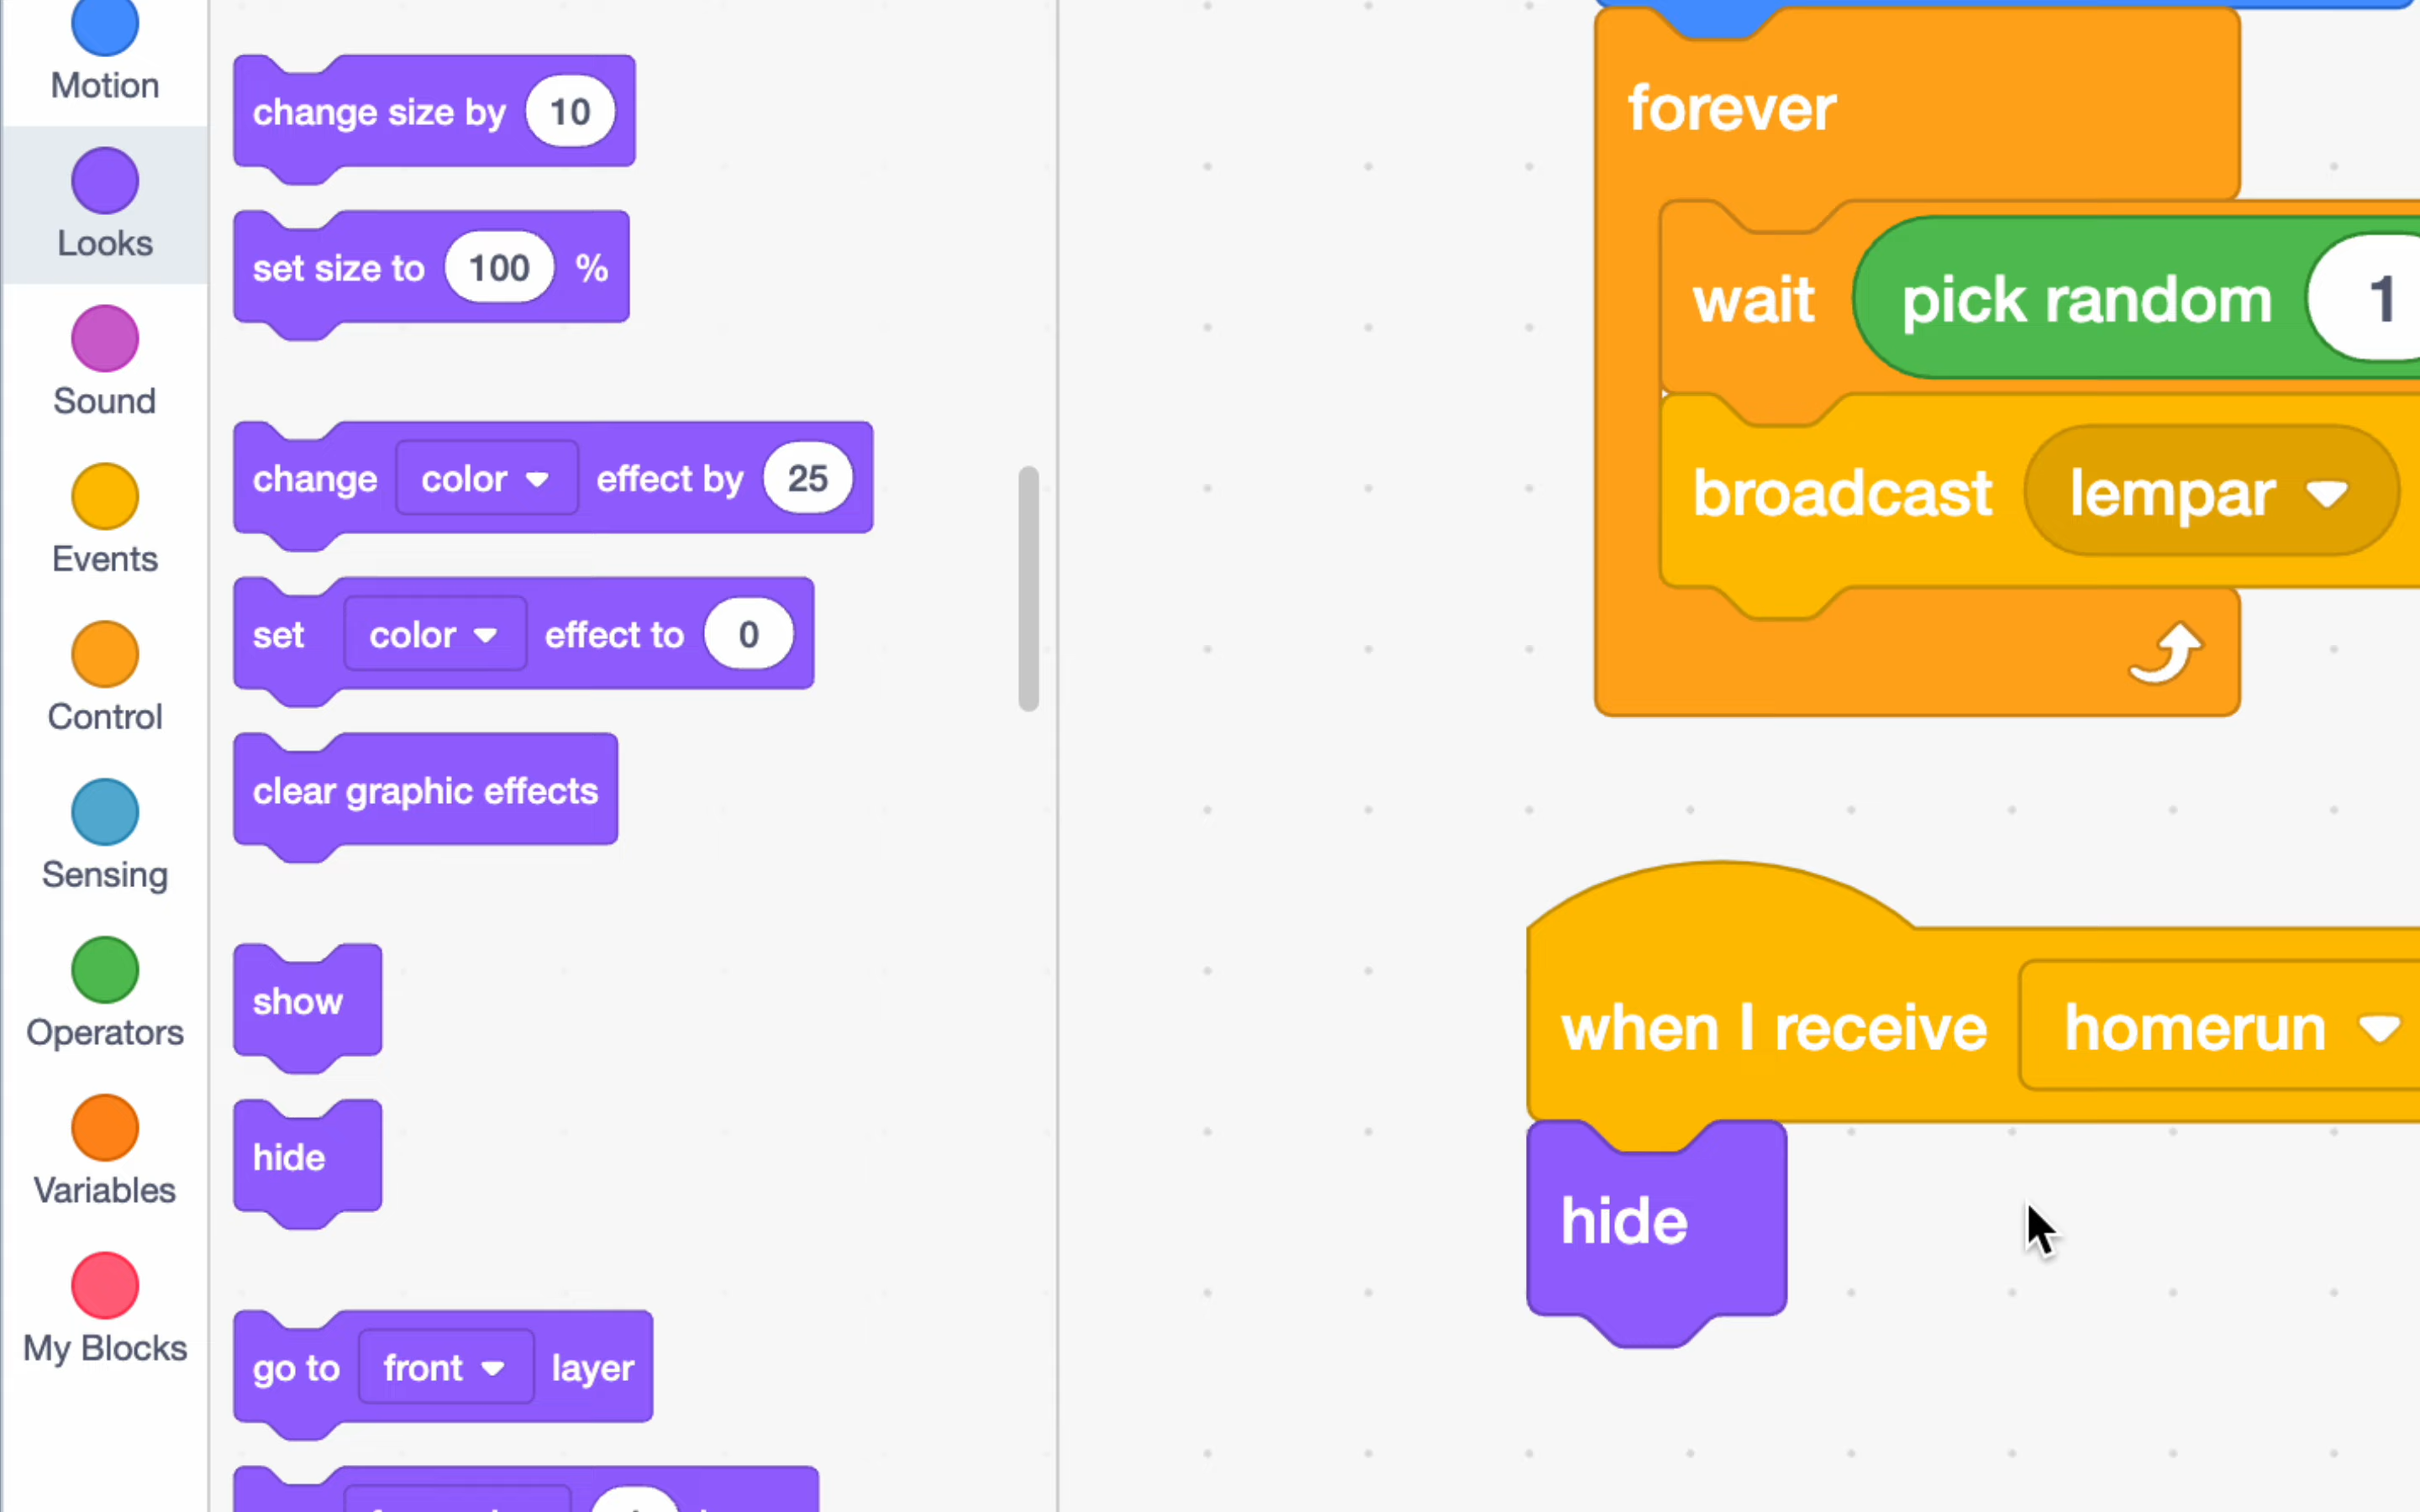 Motion
Looks
Sound
Events
Control
Sensing
Operators
Variables
My Blocks
change size by 10
set size to 100 %
change color effect by 25
set color effect to 0
clear graphic effects
show
hide
go to front layer
forever
wait pick random 1
broadcast lempar
when I receive homerun
hide